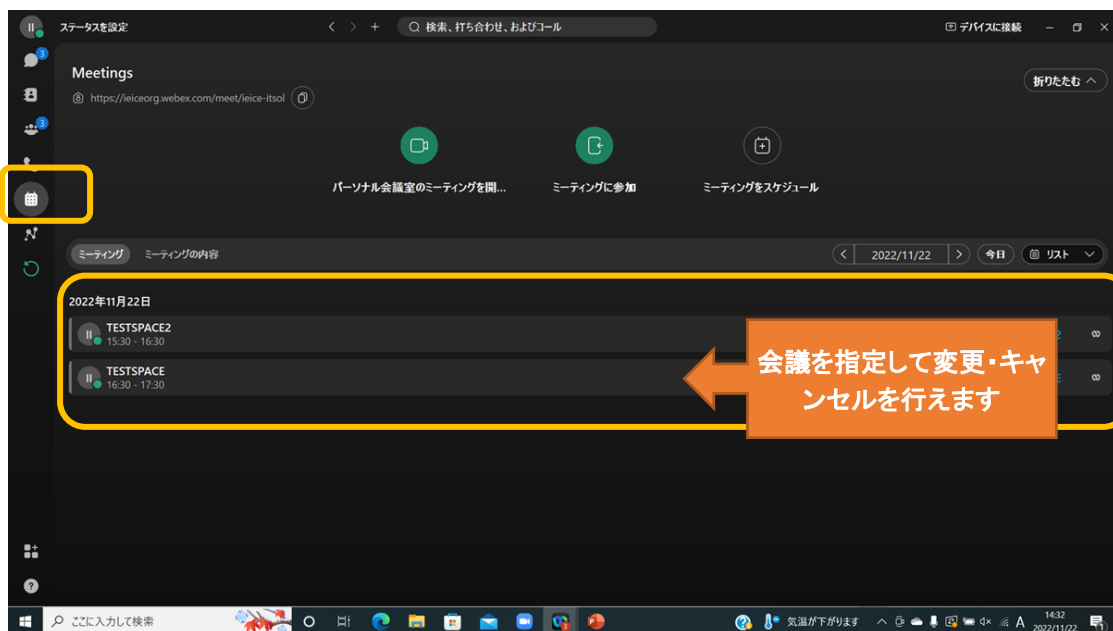 ステータスを設定
検索、打ち合わせ、およびコール
デバイスに接続
3
Meetings
折りたたむ
https://ieiceorg.webex.com/meet/ieice-itsol
3
パーソナル会議室のミーティングを開...
ミーティングに参加
ミーティングをスケジュール
ミーティング
ミーティングの内容
2022/11/22
今日
リスト
2022年11月22日
TESTSPACE2
15:30 - 16:30
TESTSPACE
16:30 - 17:30
会議を指定して変更・キャ
ンセルを行えます
ここに入力して検索
気温が下がります
A
14:32
2022/11/22